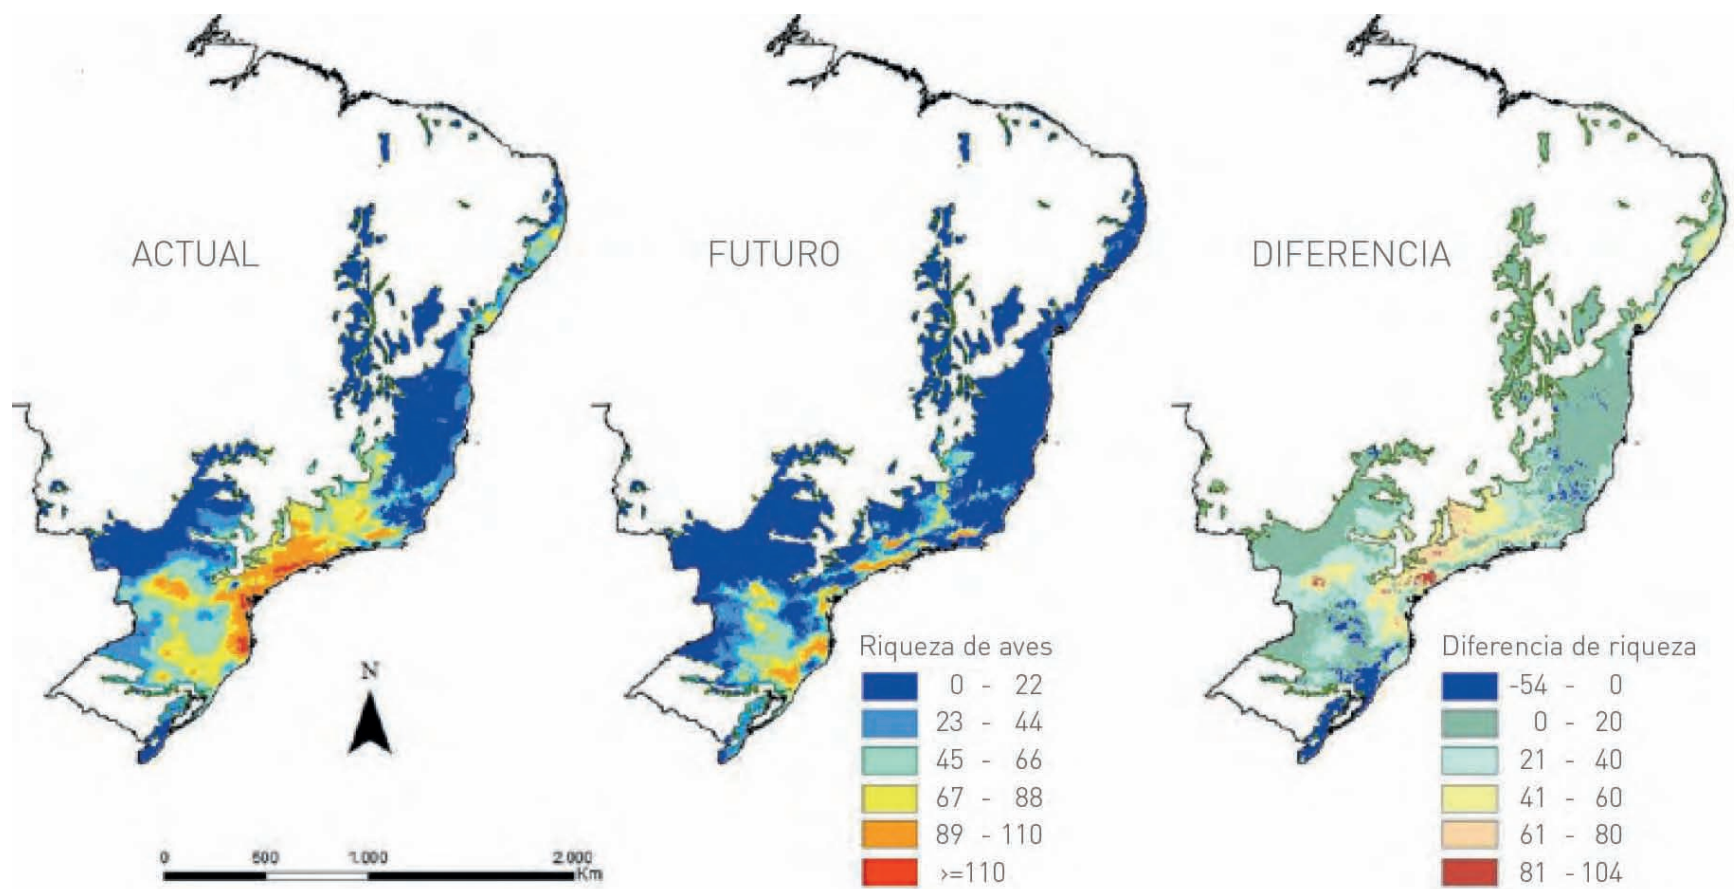 ACTUAL
FUTURO
DIFERENCIA
N
0 500 1.000 2.000
Km
Riqueza de aves
0 - 22
23 - 44
45 - 66
67 - 88
89 - 110
>=110
Diferencia de riqueza
-54 - 0
0 - 20
21 - 40
41 - 60
61 - 80
81 - 104